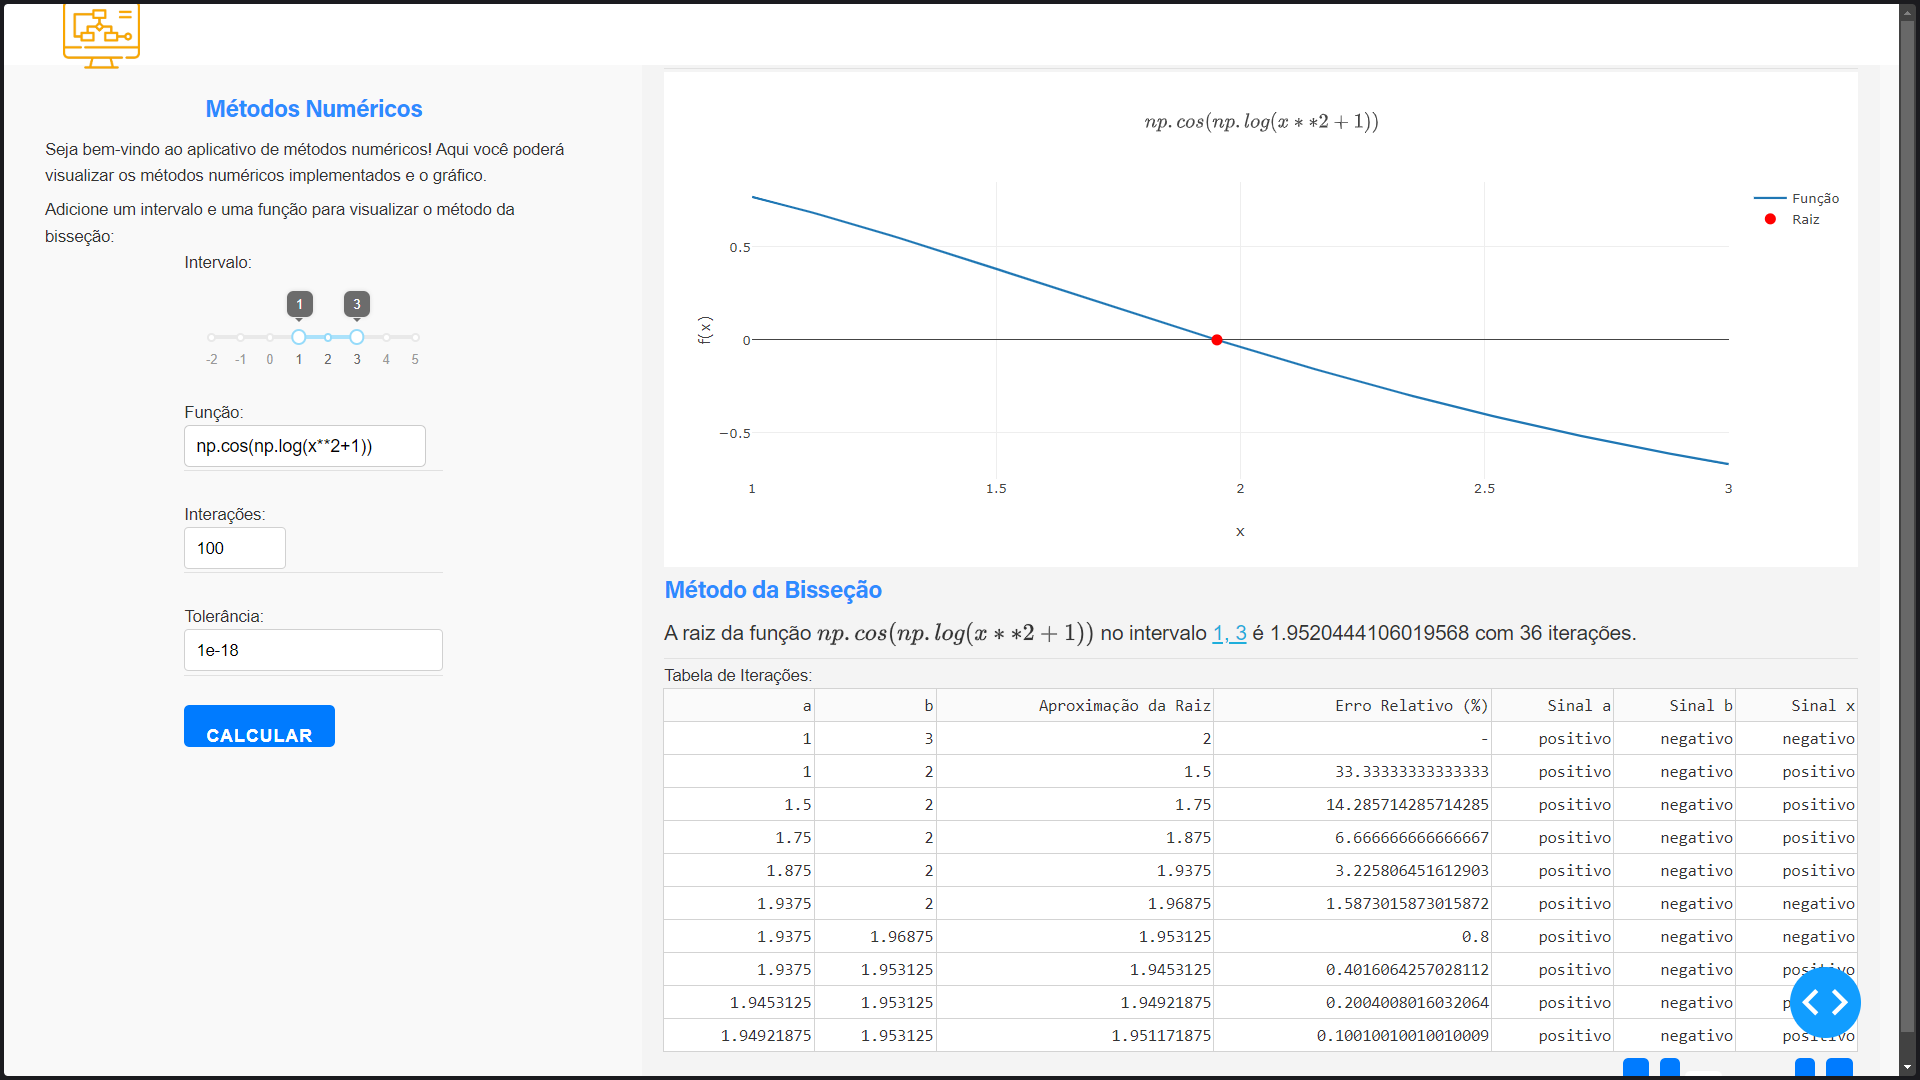 Métodos Numéricos
Seja bem-vindo ao aplicativo de métodos numéricos! Aqui você poderá
visualizar os métodos numéricos implementados e o gráfico.
Adicione um intervalo e uma função para visualizar o método da
bisseção:
Intervalo:
1 3
-2 -1 0 1 2 3 4 5
Função:
np.cos(np.log(x**2+1))
Interações:
100
Tolerância:
1e-18
CALCULAR
np.cos(np.log(x ∗ ∗2 + 1))
Função
Raiz
0.5
0
−0.5
f(x)
1 1.5 2 2.5 3
x
Método da Bisseção
A raiz da função np.cos(np.log(x ∗ ∗2 + 1)) no intervalo 1, 3 é 1.9520444106019568 com 36 iterações.
Tabela de Iterações:
a b Aproximação da Raiz Erro Relativo (%) Sinal a Sinal b Sinal x
1 3 2 - positivo negativo negativo
1 2 1.5 33.33333333333333 positivo negativo positivo
1.5 2 1.75 14.285714285714285 positivo negativo positivo
1.75 2 1.875 6.666666666666667 positivo negativo positivo
1.875 2 1.9375 3.225806451612903 positivo negativo positivo
1.9375 2 1.96875 1.5873015873015872 positivo negativo negativo
1.9375 1.96875 1.953125 0.8 positivo negativo negativo
1.9375 1.953125 1.9453125 0.4016064257028112 positivo negativo positivo
1.9453125 1.953125 1.94921875 0.2004008016032064 positivo negativo
1.94921875 1.953125 1.951171875 0.10010010010010009 positivo negativo positivo